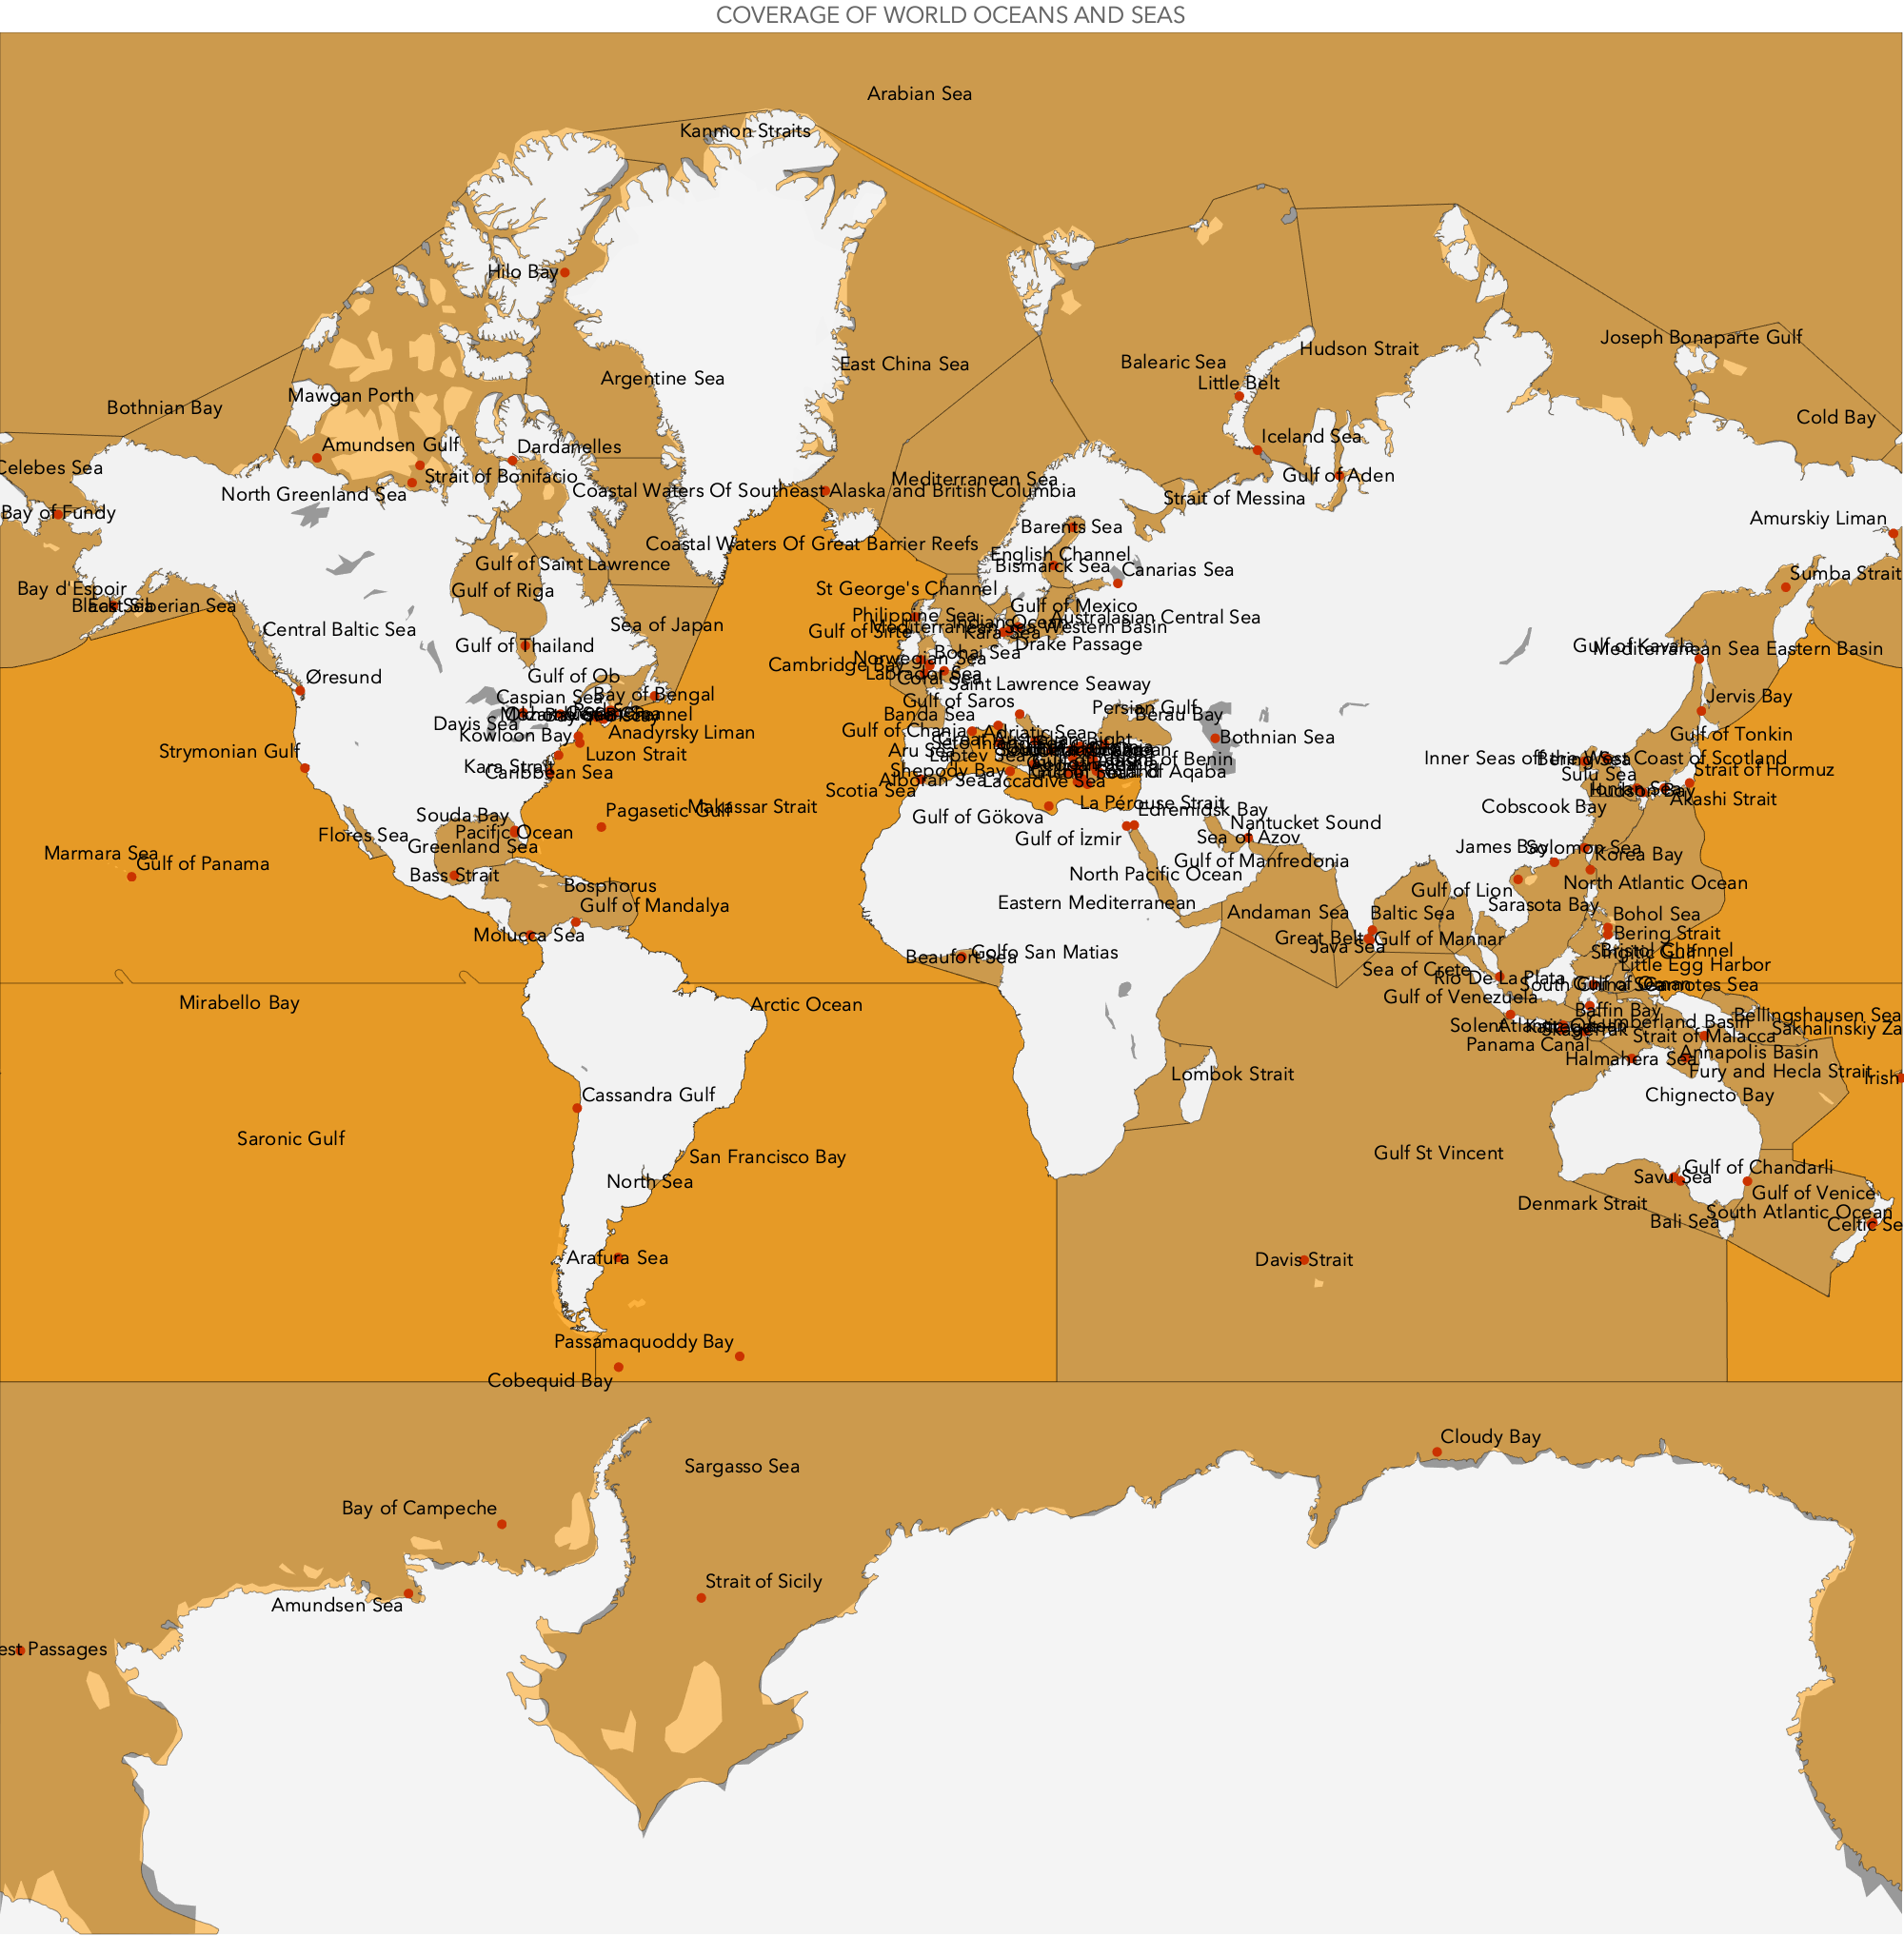 COVERAGE OF WORLD OCEANS AND SEAS
Arabian Sea
Kanmon Straits
Hilo Bay
Joseph Bonaparte Gulf
Hudson Strait
Balearic Sea
East China Sea
Argentine Sea
Little Belt
Mawgan Porth
Bothnian Bay
Cold Bay
Iceland Sea
Amundsen Gulf
Dardanelles
Celebes Sea
Strait of Bonifacio
Gulf of Aden
Mediterranean Sea
North Greenland Sea
Coastal Waters Of Southeast Alaska and British Columbia
Strait of Messina
Bay of Fundy
Amurskiy Liman
Barents Sea
Coastal Waters Of Great Barrier Reefs
English Channel
Bismarck Sea
Gulf of Saint Lawrence
Canarias Sea
Sumba Strait
Bay d'Espoir
Gulf of Riga
St George's Channel
Black Sea
East Siberian Sea
Gulf of Mexico
Philippine Sea
Indian Ocean
Australasian Central Sea
Central Baltic Sea
Sea of Japan
Gulf of Sirte
Mediterranean Sea Western Basin
Kara Sea
Gulf of Thailand
Drake Passage
Gulf of Kavala
Mediterranean Sea Eastern Basin
Bohai Sea
Norwegian Sea
Cambridge Bay
Labrador Sea
Coral Sea
Øresund
Gulf of Ob
Saint Lawrence Seaway
Caspian Sea
Bay of Bengal
Jervis Bay
Gulf of Saros
Persian Gulf
Banda Sea
Berau Bay
Davis Sea
Kowloon Bay
Anadyrsky Liman
Gulf of Chania
Adriatic Sea
Bothnian Sea
Gulf of Tonkin
Strymonian Gulf
Luzon Strait
Aru Sea
Laptev Sea
Inner Seas off the West Coast of Scotland
Bering Sea
Kara Strait
Caribbean Sea
Shepody Bay
Strait of Hormuz
Sulu Sea
Alboran Sea
Laccadive Sea
Scotia Sea
Ionian Sea
Hudson Bay
Akashi Strait
Makassar Strait
Pagasetic Gulf
La Pérouse Strait
Edremidsk Bay
Cobscook Bay
Souda Bay
Gulf of Gökova
Nantucket Sound
Flores Sea
Pacific Ocean
Gulf of İzmir
Sea of Azov
Greenland Sea
James Bay
Solomon Sea
Marmara Sea
Korea Bay
Gulf of Panama
Gulf of Manfredonia
Bass Strait
North Pacific Ocean
Bosphorus
North Atlantic Ocean
Gulf of Lion
Eastern Mediterranean
Gulf of Mandalya
Sarasota Bay
Andaman Sea
Baltic Sea
Bohol Sea
Molucca Sea
Bering Strait
Great Belt
Gulf of Mannar
Java Sea
Golfo San Matias
Beaufort Sea
Bristol Channel
Singitic Gulf
Little Egg Harbor
Sea of Crete
Rio De La Plata
South China Sea
Gulf of Oman
Camotes Sea
Gulf of Venezuela
Mirabello Bay
Arctic Ocean
Baffin Bay
Bellingshausen Sea
Solent
Atlantic Ocean
Kattegat
Skagerrak
Cumberland Basin
Sakhalinskiy Za
Strait of Malacca
Panama Canal
Annapolis Basin
Halmahera Sea
Fury and Hecla Strait
Lombok Strait
Irish
Cassandra Gulf
Chignecto Bay
Saronic Gulf
San Francisco Bay
Gulf St Vincent
Gulf of Chandarli
Savu Sea
North Sea
Gulf of Venice
Denmark Strait
South Atlantic Ocean
Bali Sea
Celtic Se
Arafura Sea
Davis Strait
Passamaquoddy Bay
Cobequid Bay
Cloudy Bay
Sargasso Sea
Bay of Campeche
Strait of Sicily
Amundsen Sea
est Passages